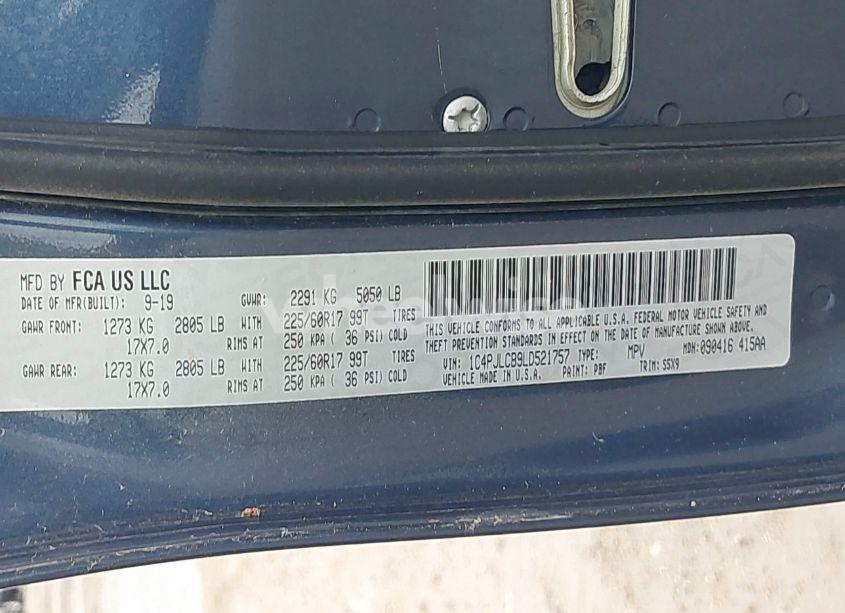 MFD BY FCA US LLC
DATE OF MFR(BUILT): 9-19 GVWR: 2291 KG 5050 LB
GAWR FRONT: 1273 KG 2805 LB WITH 225/60R17 99T TIRES
17X7.0 RIMS AT 250 KPA ( 36 PSI) COLD
GAWR REAR: 1273 KG 2805 LB WITH 225/60R17 99T TIRES
17X7.0 RIMS AT 250 KPA ( 36 PSI) COLD
THIS VEHICLE CONFORMS TO ALL APPLICABLE U.S.A. FEDERAL MOTOR VEHICLE SAFETY AND
THEFT PREVENTION STANDARDS IN EFFECT ON THE DATE OF MANUFACTURE SHOWN ABOVE.
VIN: 1C4PJLCB9LD521757 TYPE: MPV MDH: 090416 415AA
VEHICLE MADE IN U.S.A. PAINT: PBF TRIM: SSX9